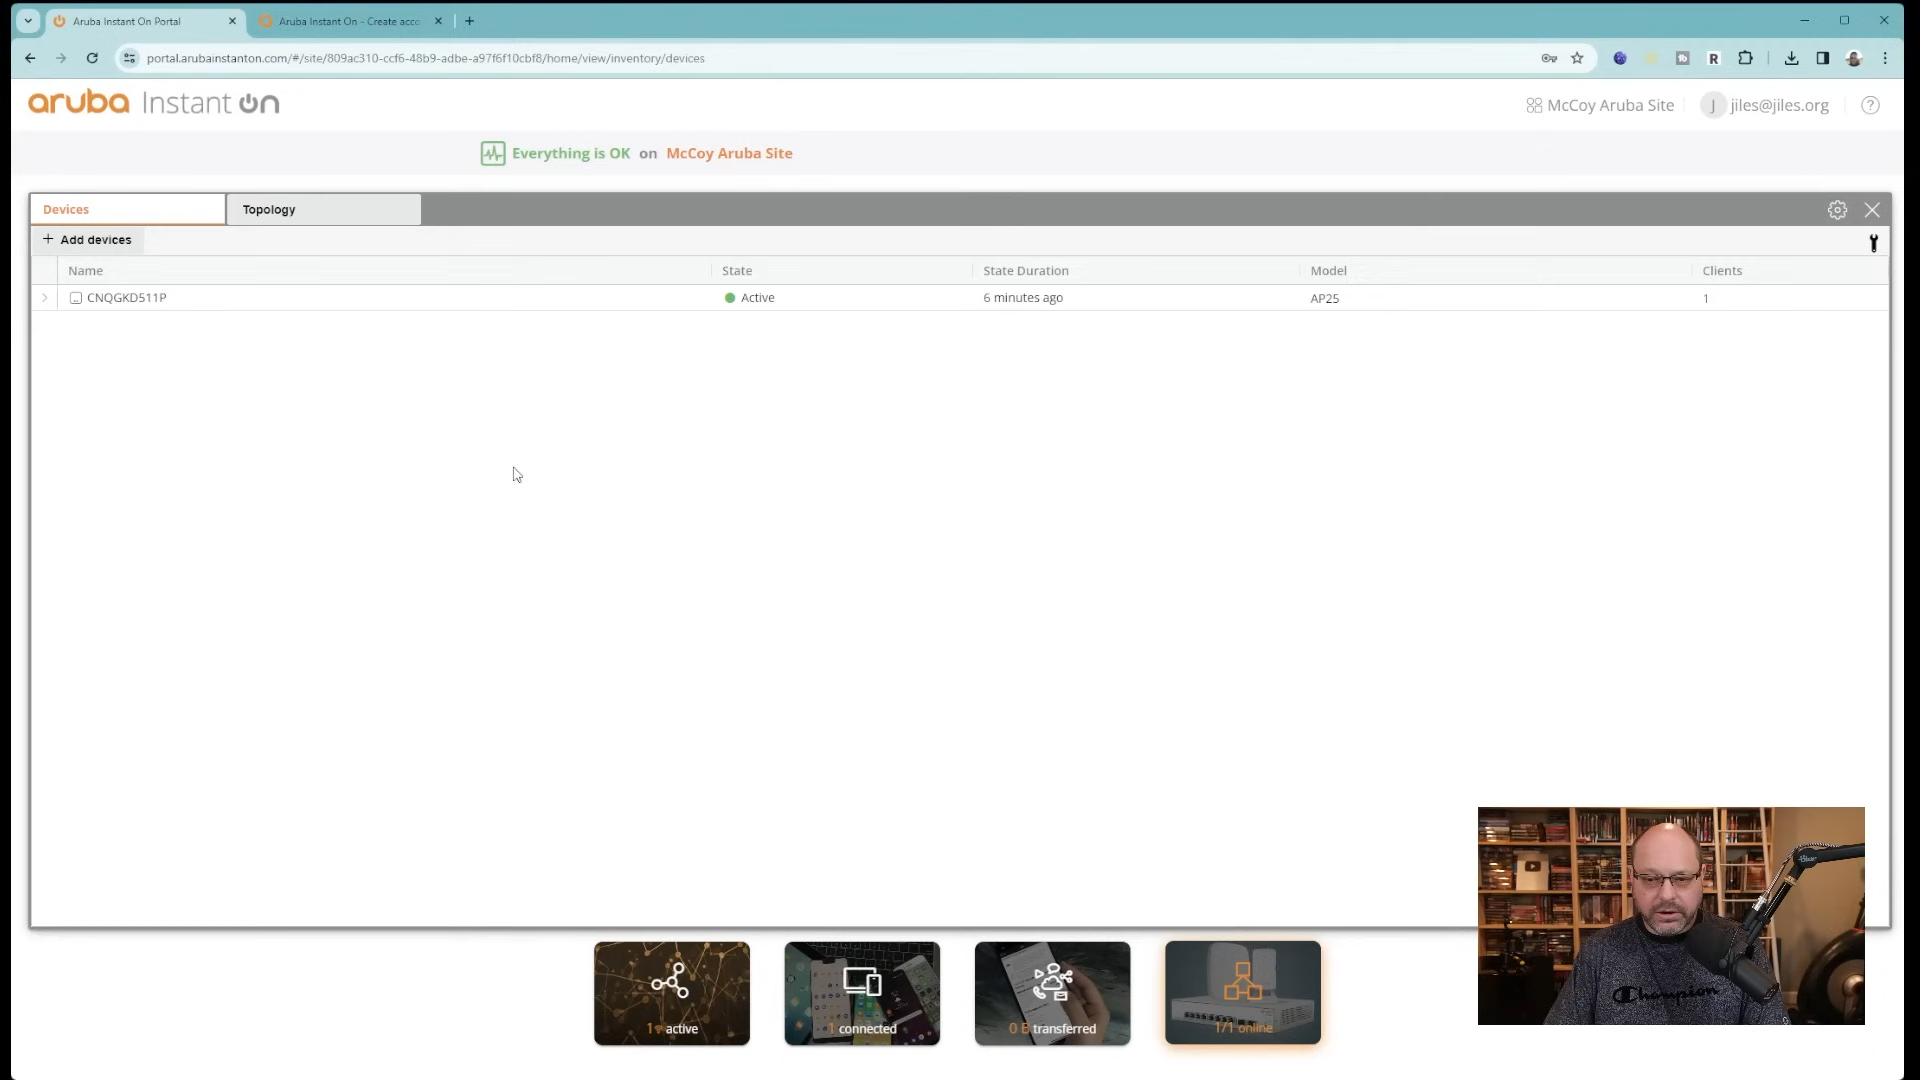 Aruba Instant On Portal
Aruba Instant On - Create acco
portal.arubainstanton.com/#/site/809ac310-ccf6-48b9-adbe-a97f6f10cbf8/home/view/inventory/devices
R
aruba Instant On
McCoy Aruba Site
J jiles@jiles.org
?
Everything is OK on McCoy Aruba Site
Devices
Topology
+ Add devices
Name
State
State Duration
Model
Clients
CNQGKD511P
Active
6 minutes ago
AP25
1
1 active
1 connected
0 B transferred
1/1 online
Champion